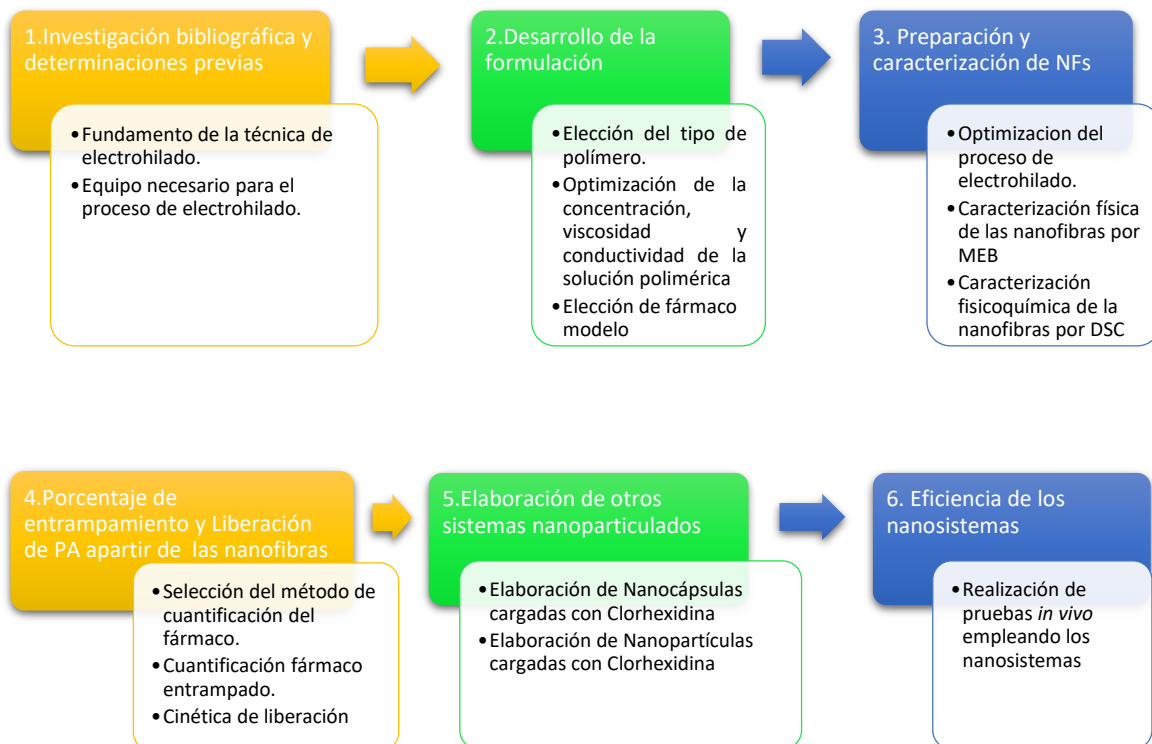 1.Investigación bibliográfica y
determinaciones previas
•Fundamento de la técnica de
electrohilado.
•Equipo necesario para el
proceso de electrohilado.
2.Desarrollo de la
formulación
•Elección del tipo de
polímero.
•Optimización de la
concentración,
viscosidad y
conductividad de la
solución polimérica
•Elección de fármaco
modelo
3. Preparación y
caracterización de NFs
•Optimizacion del
proceso de
electrohilado.
•Caracterización física
de las nanofibras por
MEB
•Caracterización
fisicoquímica de la
nanofibras por DSC
4.Porcentaje de
entrampamiento y Liberación
de PA apartir de las nanofibras
•Selección del método de
cuantificación del
fármaco.
•Cuantificación fármaco
entrampado.
•Cinética de liberación
5.Elaboración de otros
sistemas nanoparticulados
•Elaboración de Nanocápsulas
cargadas con Clorhexidina
•Elaboración de Nanopartículas
cargadas con Clorhexidina
6. Eficiencia de los
nanosistemas
•Realización de
pruebas in vivo
empleando los
nanosistemas